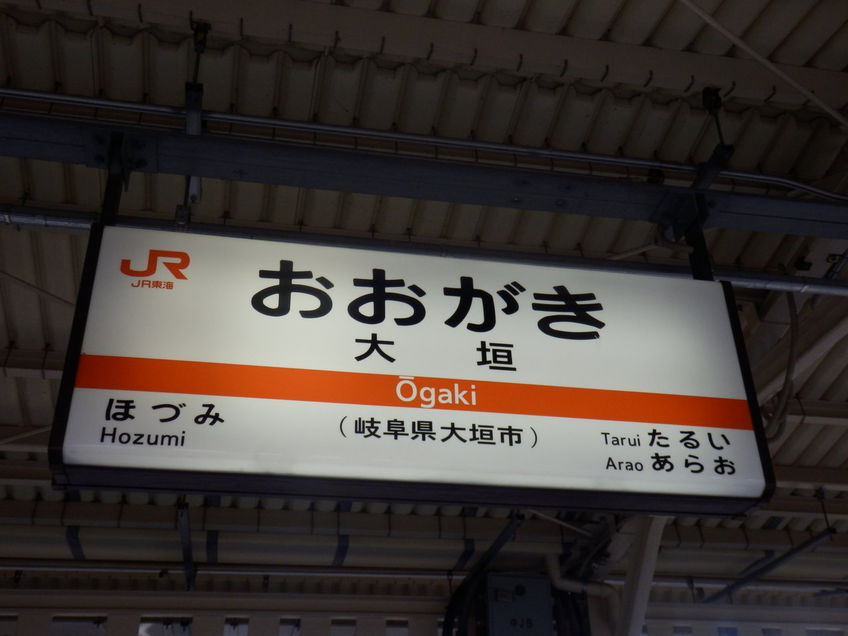 JR
JR東海
おおがき
大垣
Ōgaki
ほづみ
Hozumi
(岐阜県大垣市)
Tarui たるい
Arao あらお